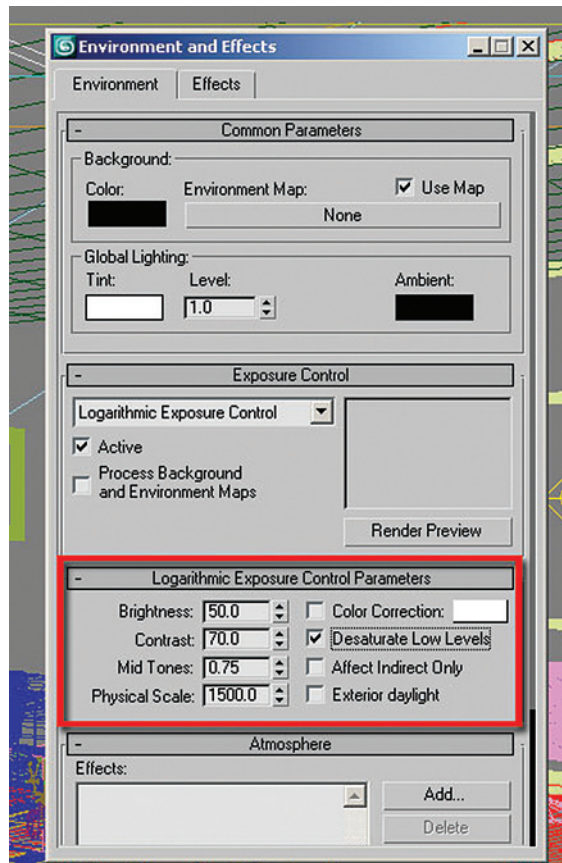 Environment and Effects
Environment
Effects
- Common Parameters
Background:
Color:
Environment Map:
Use Map
None
Global Lighting:
Tint:
Level:
Ambient:
1.0
- Exposure Control
Logarithmic Exposure Control
Active
Process Background
and Environment Maps
Render Preview
- Logarithmic Exposure Control Parameters
Brightness: 50.0
Color Correction:
Contrast: 70.0
Desaturate Low Levels
Mid Tones: 0.75
Affect Indirect Only
Physical Scale: 1500.0
Exterior daylight
- Atmosphere
Effects:
Add...
Delete